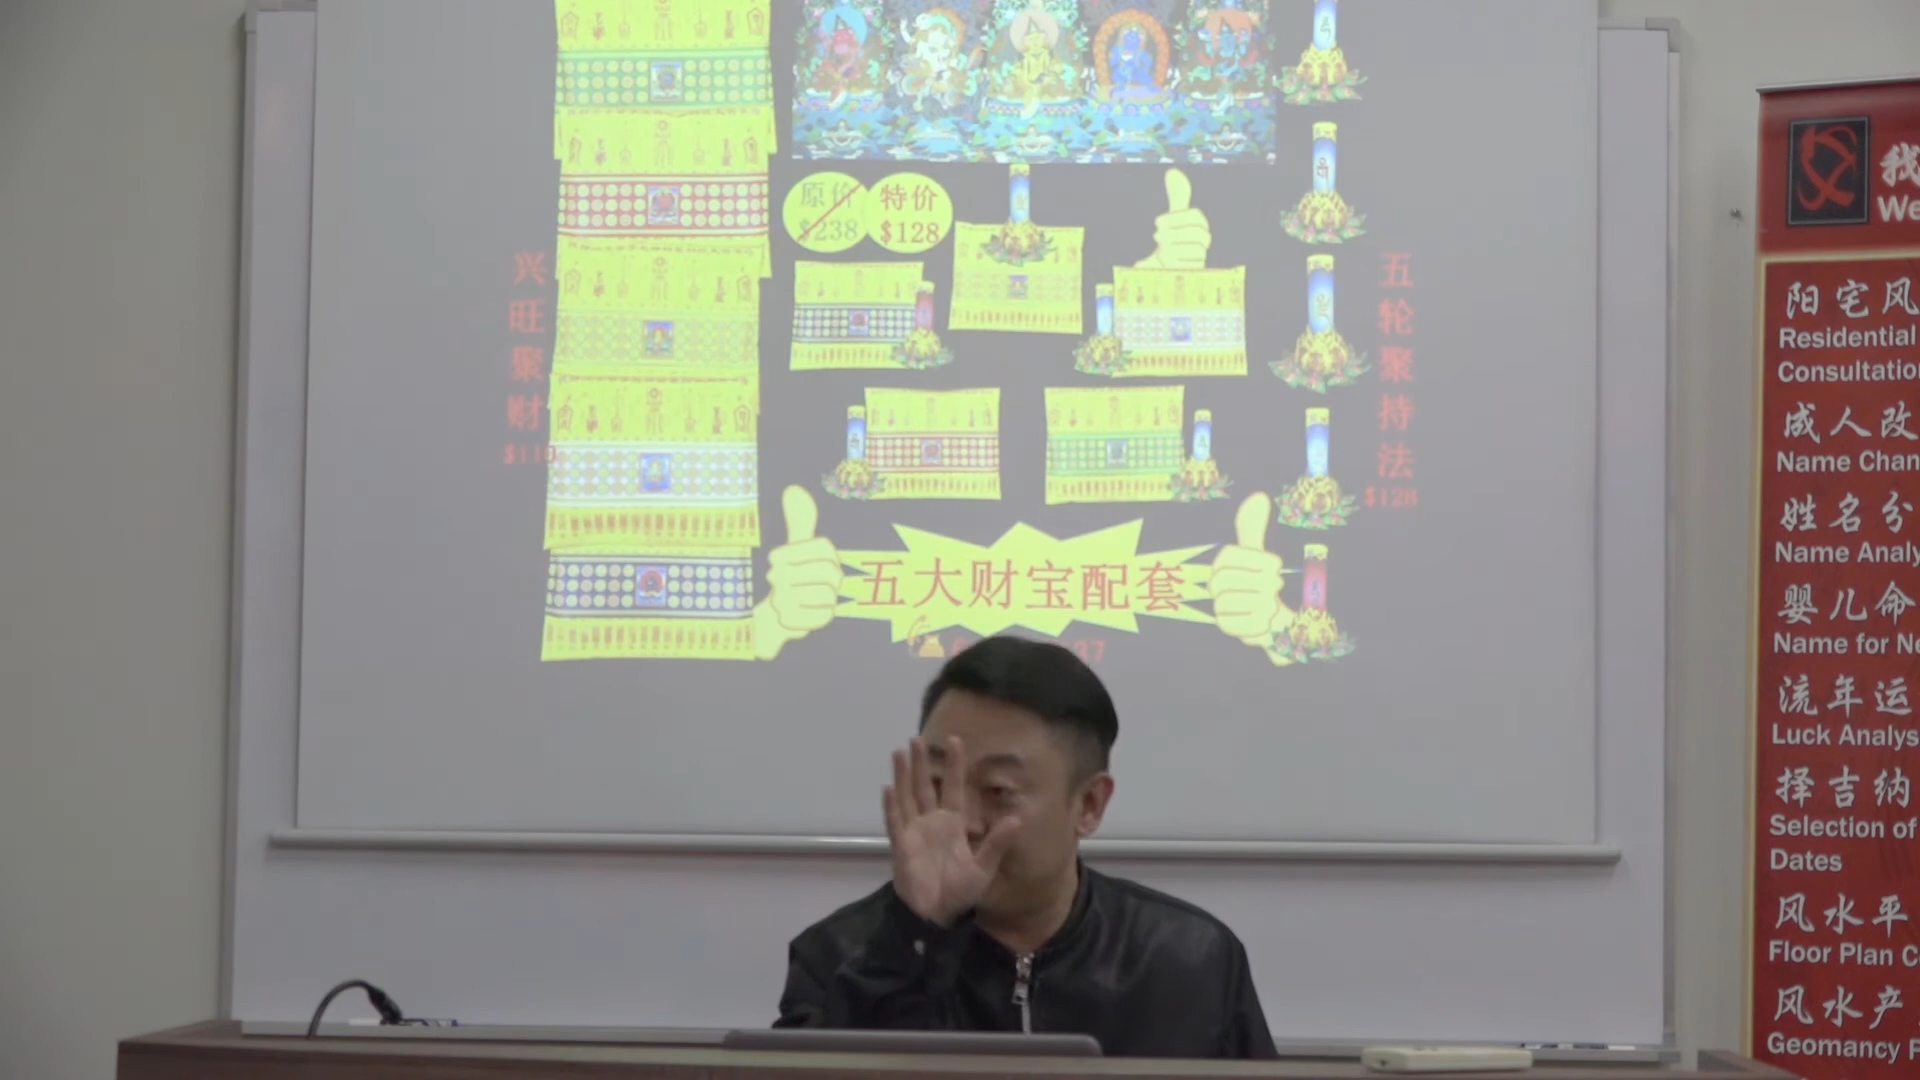 原价
$238
特价
$128
兴
旺
聚
财
$110
五
轮
聚
持
法
$128
五大财宝配套
37
我
We
阳宅风
Residential
Consultation
成人改
Name Chan
姓名分
Name Analy
婴儿命
Name for Ne
流年运
Luck Analys
择吉纳
Selection of
Dates
风水平
Floor Plan C
风水产
Geomancy P